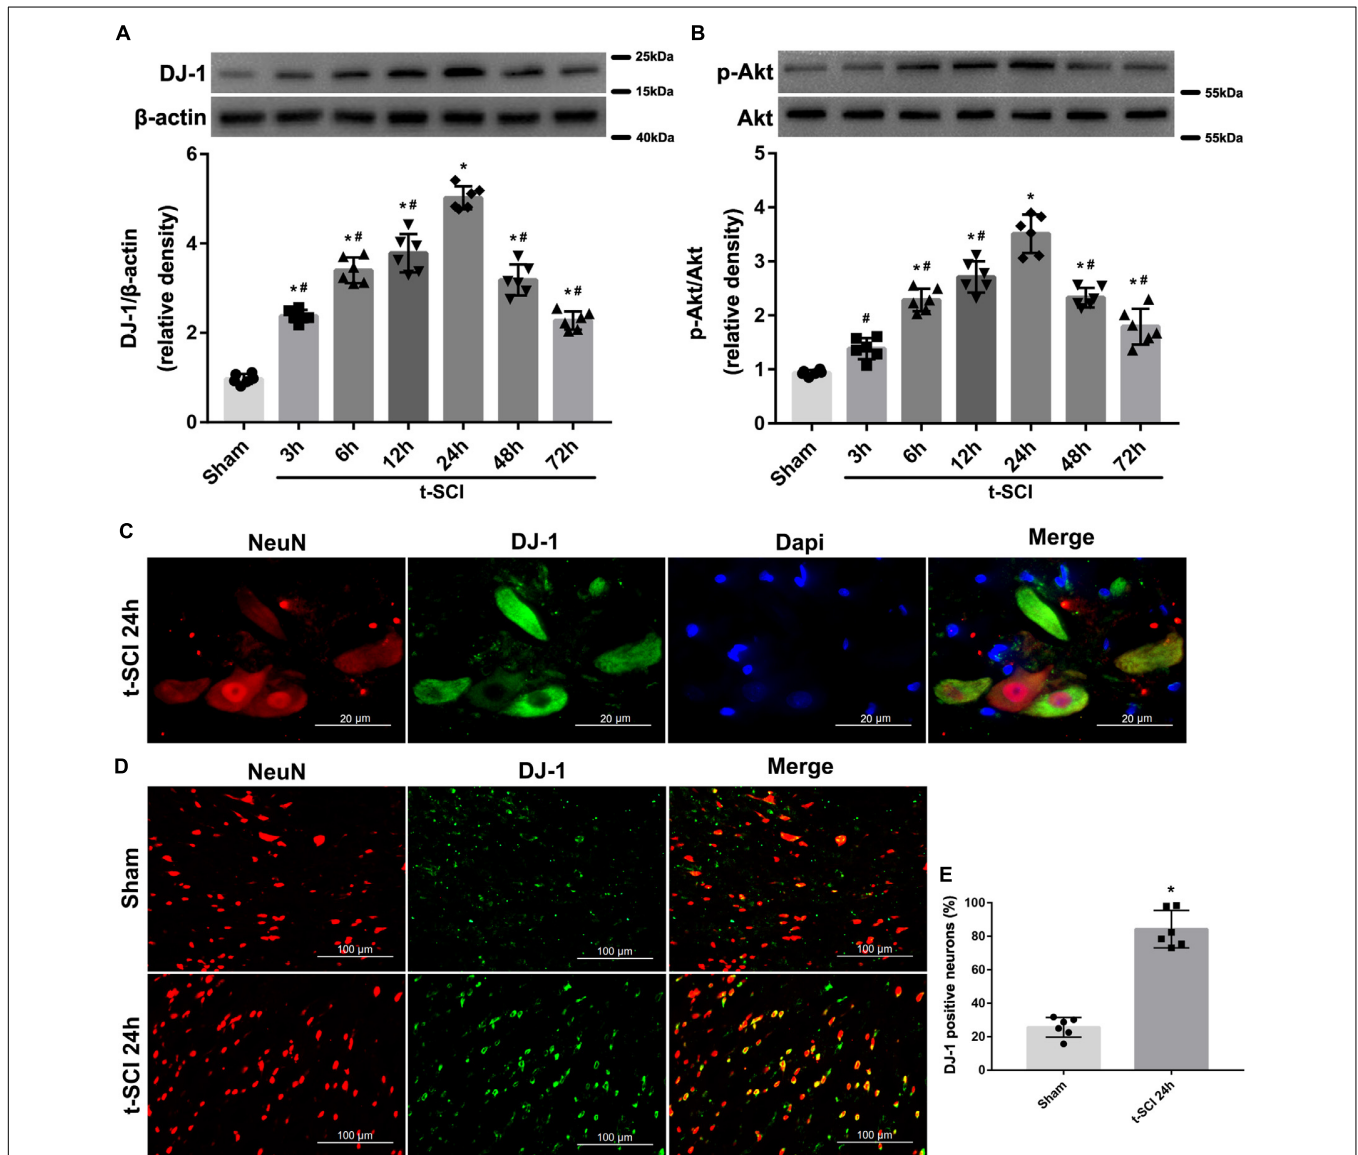 A
DJ-1
25kDa
15kDa
β-actin
40kDa
DJ-1/β-actin
(relative density)
6
4
2
0
*#
*#
*#
*
*#
*#
Sham
3h
6h
12h
24h
48h
72h
t-SCI
B
p-Akt
55kDa
Akt
55kDa
p-Akt/Akt
(relative density)
5
4
3
2
1
0
#
*#
*#
*
*#
*#
Sham
3h
6h
12h
24h
48h
72h
t-SCI
C
NeuN
DJ-1
Dapi
Merge
t-SCI 24h
20 µm
20 µm
20 µm
20 µm
D
NeuN
DJ-1
Merge
Sham
100 µm
100 µm
100 µm
t-SCI 24h
100 µm
100 µm
100 µm
E
DJ-1 positive neurons (%)
100
80
60
40
20
0
*
Sham
t-SCI 24h